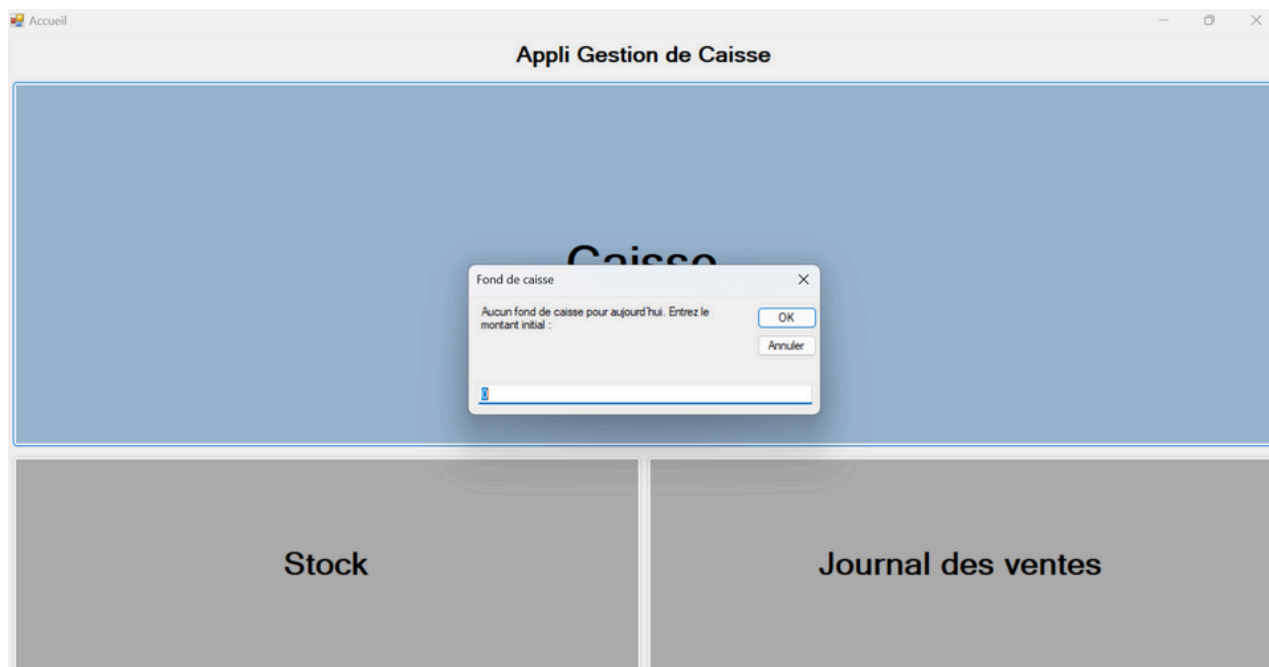 Accueil
Appli Gestion de Caisse
Caisse
Fond de caisse
Aucun fond de caisse pour aujourd'hui. Entrez le
montant initial :
OK
Annuler
0
Stock
Journal des ventes